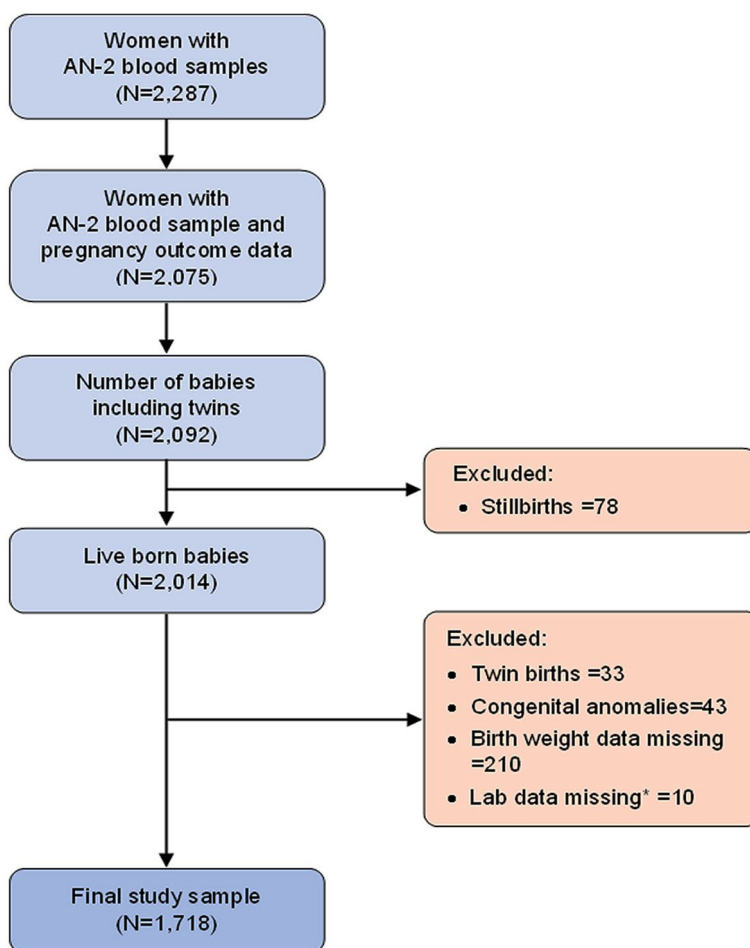 Women with
AN-2 blood samples
(N=2,287)
Women with
AN-2 blood sample and
pregnancy outcome data
(N=2,075)
Number of babies
including twins
(N=2,092)
Excluded:
• Stillbirths =78
Live born babies
(N=2,014)
Excluded:
• Twin births =33
• Congenital anomalies=43
• Birth weight data missing
=210
• Lab data missing* =10
Final study sample
(N=1,718)